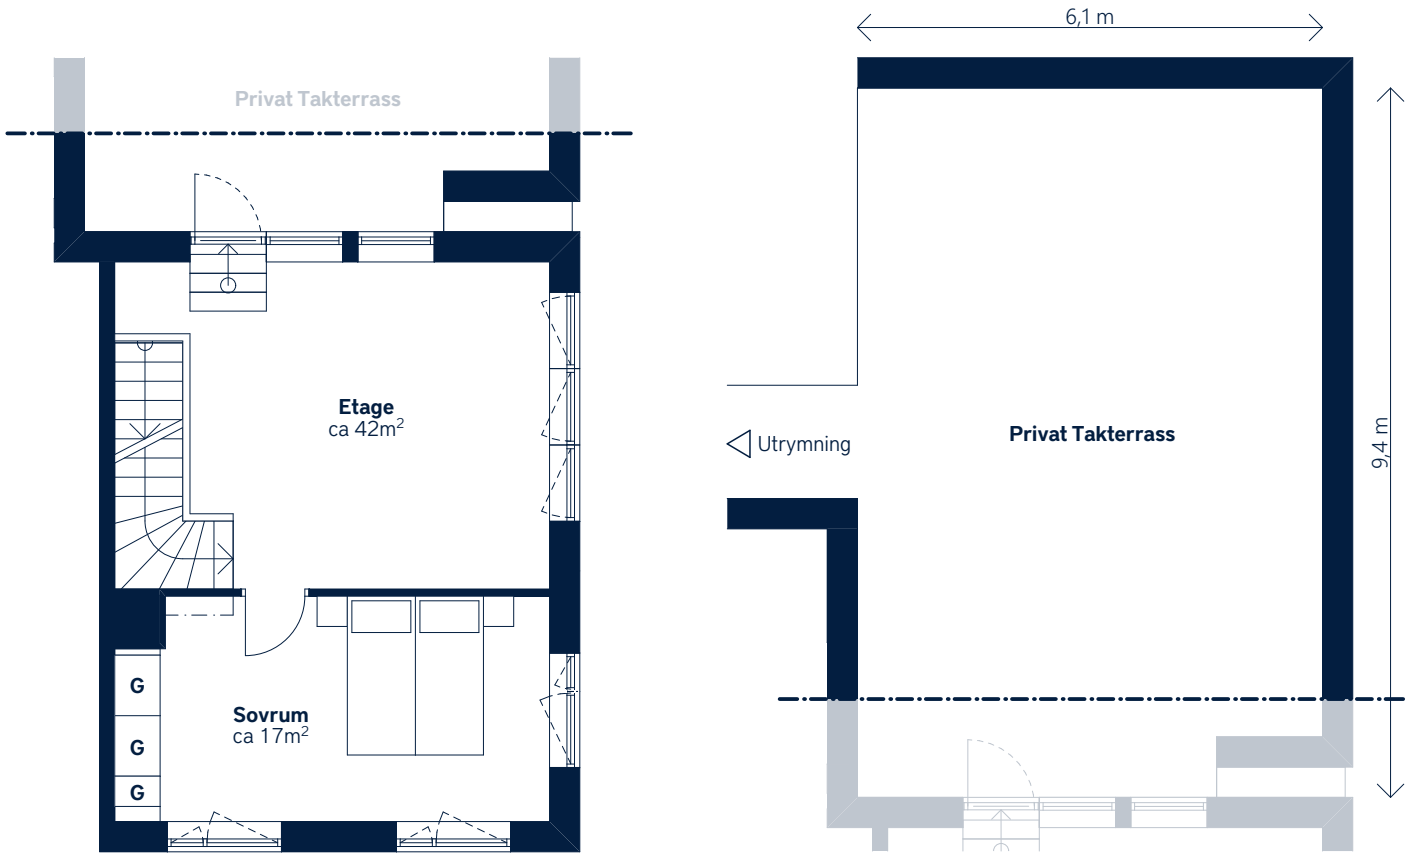 Privat Takterrass
Etage
ca 42m²
Sovrum
ca 17m²
G
G
G
6,1 m
Privat Takterrass
Utrymning
9,4 m